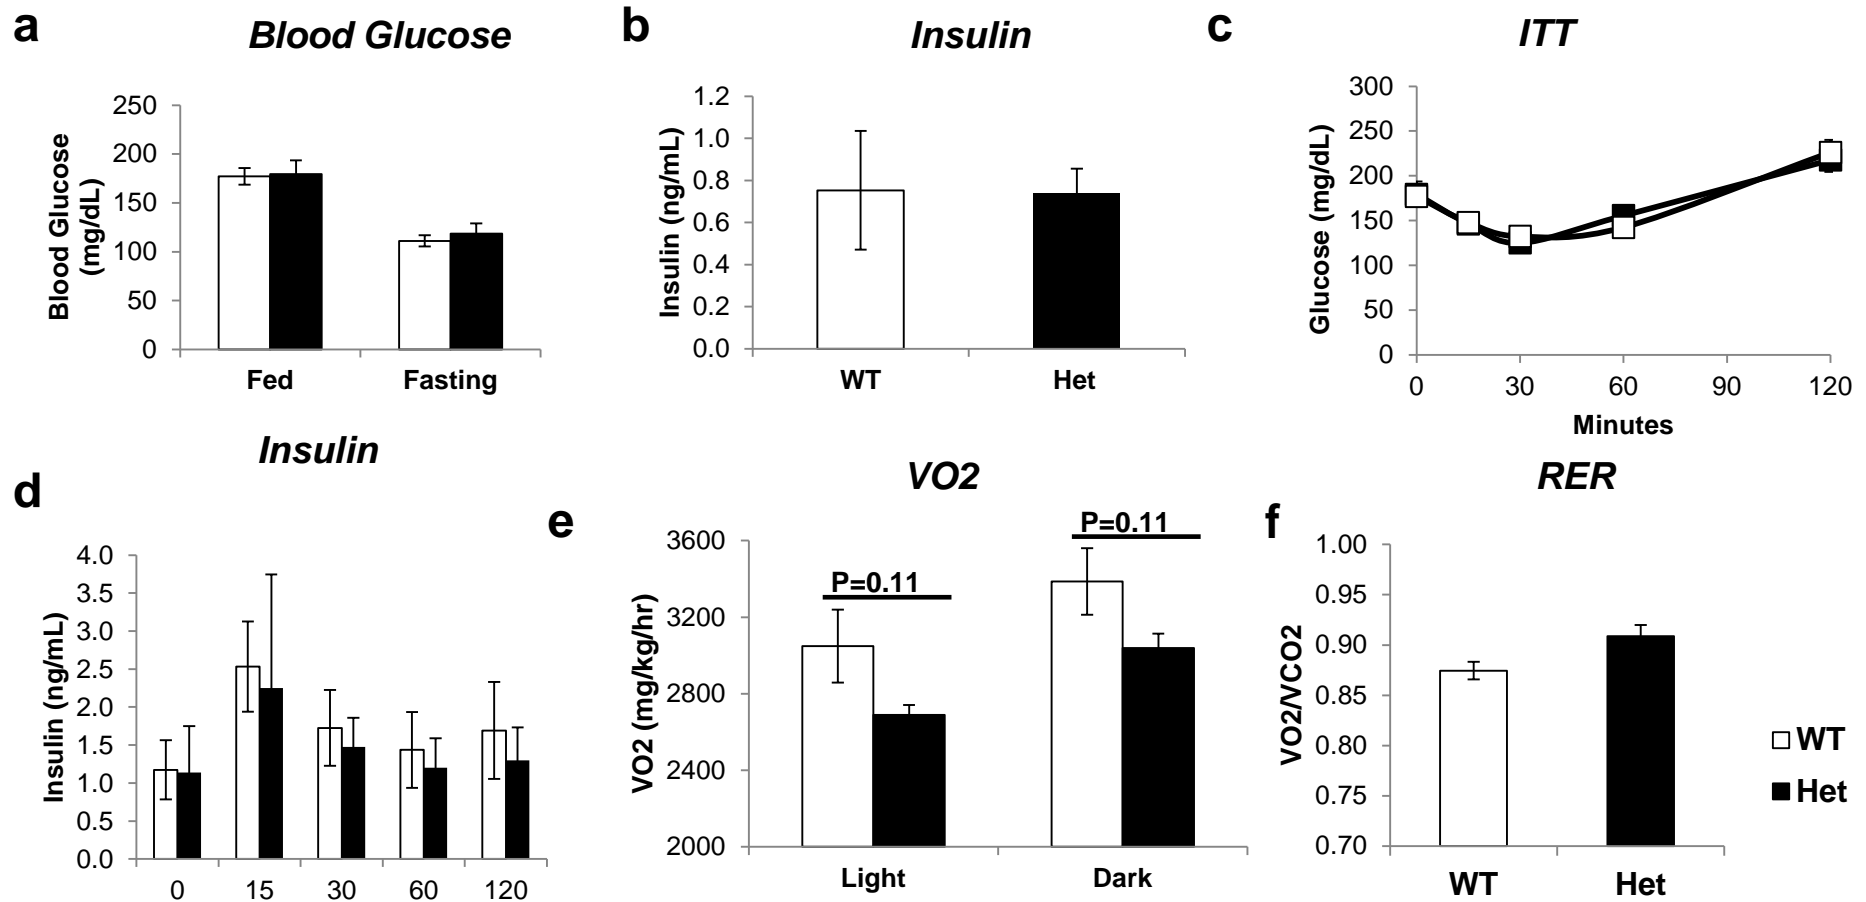 a
Blood Glucose
Blood Glucose
(mg/dL)
250
200
150
100
50
0
Fed
Fasting
b
Insulin
Insulin (ng/mL)
1.2
1.0
0.8
0.6
0.4
0.2
0.0
WT
Het
c
ITT
Glucose (mg/dL)
300
250
200
150
100
50
0
0
30
60
90
120
Minutes
d
Insulin
Insulin (ng/mL)
4.0
3.5
3.0
2.5
2.0
1.5
1.0
0.5
0.0
0
15
30
60
120
e
VO2
VO2 (mg/kg/hr)
3600
3200
2800
2400
2000
P=0.11
P=0.11
Light
Dark
f
RER
VO2/VCO2
1.00
0.95
0.90
0.85
0.80
0.75
0.70
WT
Het
WT
Het